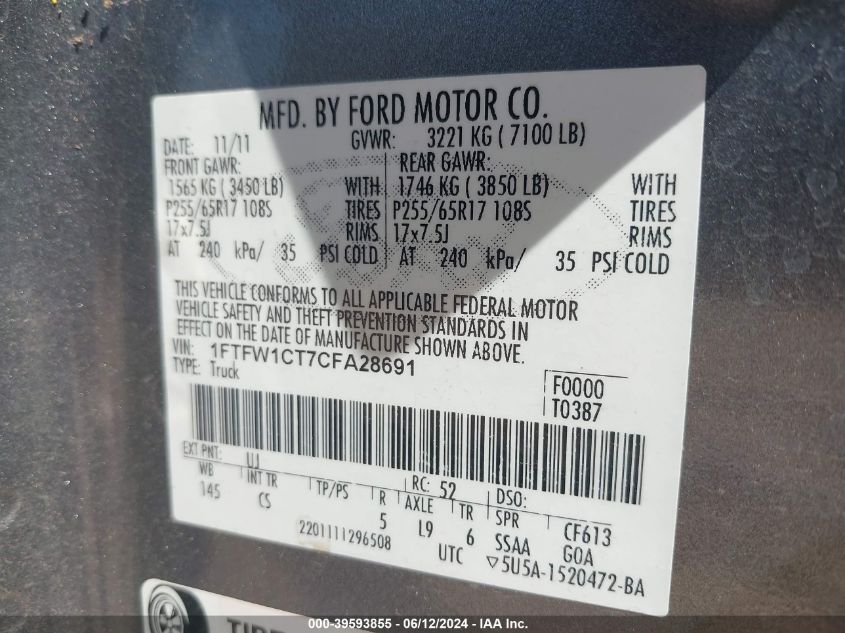 MFD. BY FORD MOTOR CO.
DATE: 11/11 GVWR: 3221 KG ( 7100 LB)
FRONT GAWR: REAR GAWR:
1565 KG ( 3450 LB) WITH 1746 KG ( 3850 LB) WITH
P255/65R17 108S TIRES P255/65R17 108S TIRES
17x7.5J RIMS 17x7.5J RIMS
AT 240 kPa/ 35 PSI COLD AT 240 kPa/ 35 PSI COLD
THIS VEHICLE CONFORMS TO ALL APPLICABLE FEDERAL MOTOR
VEHICLE SAFETY AND THEFT PREVENTION STANDARDS IN
EFFECT ON THE DATE OF MANUFACTURE SHOWN ABOVE.
VIN: 1FTFW1CT7CFA28691
TYPE: Truck
F0000
T0387
EXT PNT: UJ RC: 52 DSO:
WB INT TR TP/PS R AXLE TR SPR CF613
145 CS 5 L9 6 SSAA GOA
2201111296508 UTC ▽5U5A-1520472-BA
TIRE
IAA -39593855 - 06/12/2024 - IAA Inc.